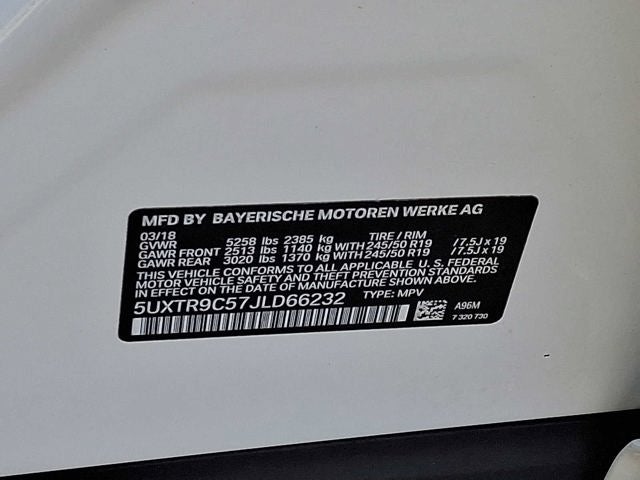 MFD BY BAYERISCHE MOTOREN WERKE AG
03/18 TIRE / RIM
GVWR 5258 lbs 2385 kg
GAWR FRONT 2513 lbs 1140 kg WITH 245/50 R19 /7.5J x 19
GAWR REAR 3020 lbs 1370 kg WITH 245/50 R19 /7.5J x 19
THIS VEHICLE CONFORMS TO ALL APPLICABLE U. S. FEDERAL
MOTOR VEHICLE SAFETY AND THEFT PREVENTION STANDARDS
IN EFFECT ON THE DATE OF MANUFACTURE SHOWN ABOVE.
5UXTR9C57JLD66232 TYPE: MPV A96M
7 320 730